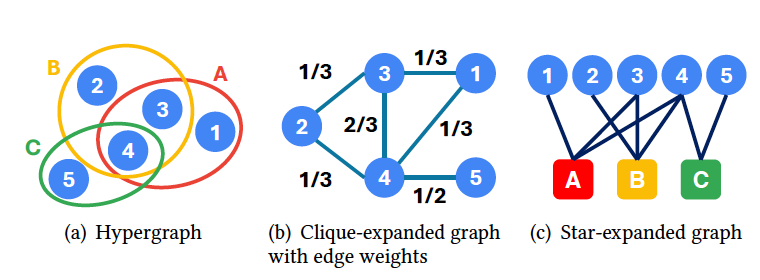 B
A
2
3
1
4
C
5
1/3
1/3
3
1
2
2/3
1/3
4
5
1/3
1/2
1 2 3 4 5
A B C
(a) Hypergraph
(b) Clique-expanded graph
with edge weights
(c) Star-expanded graph